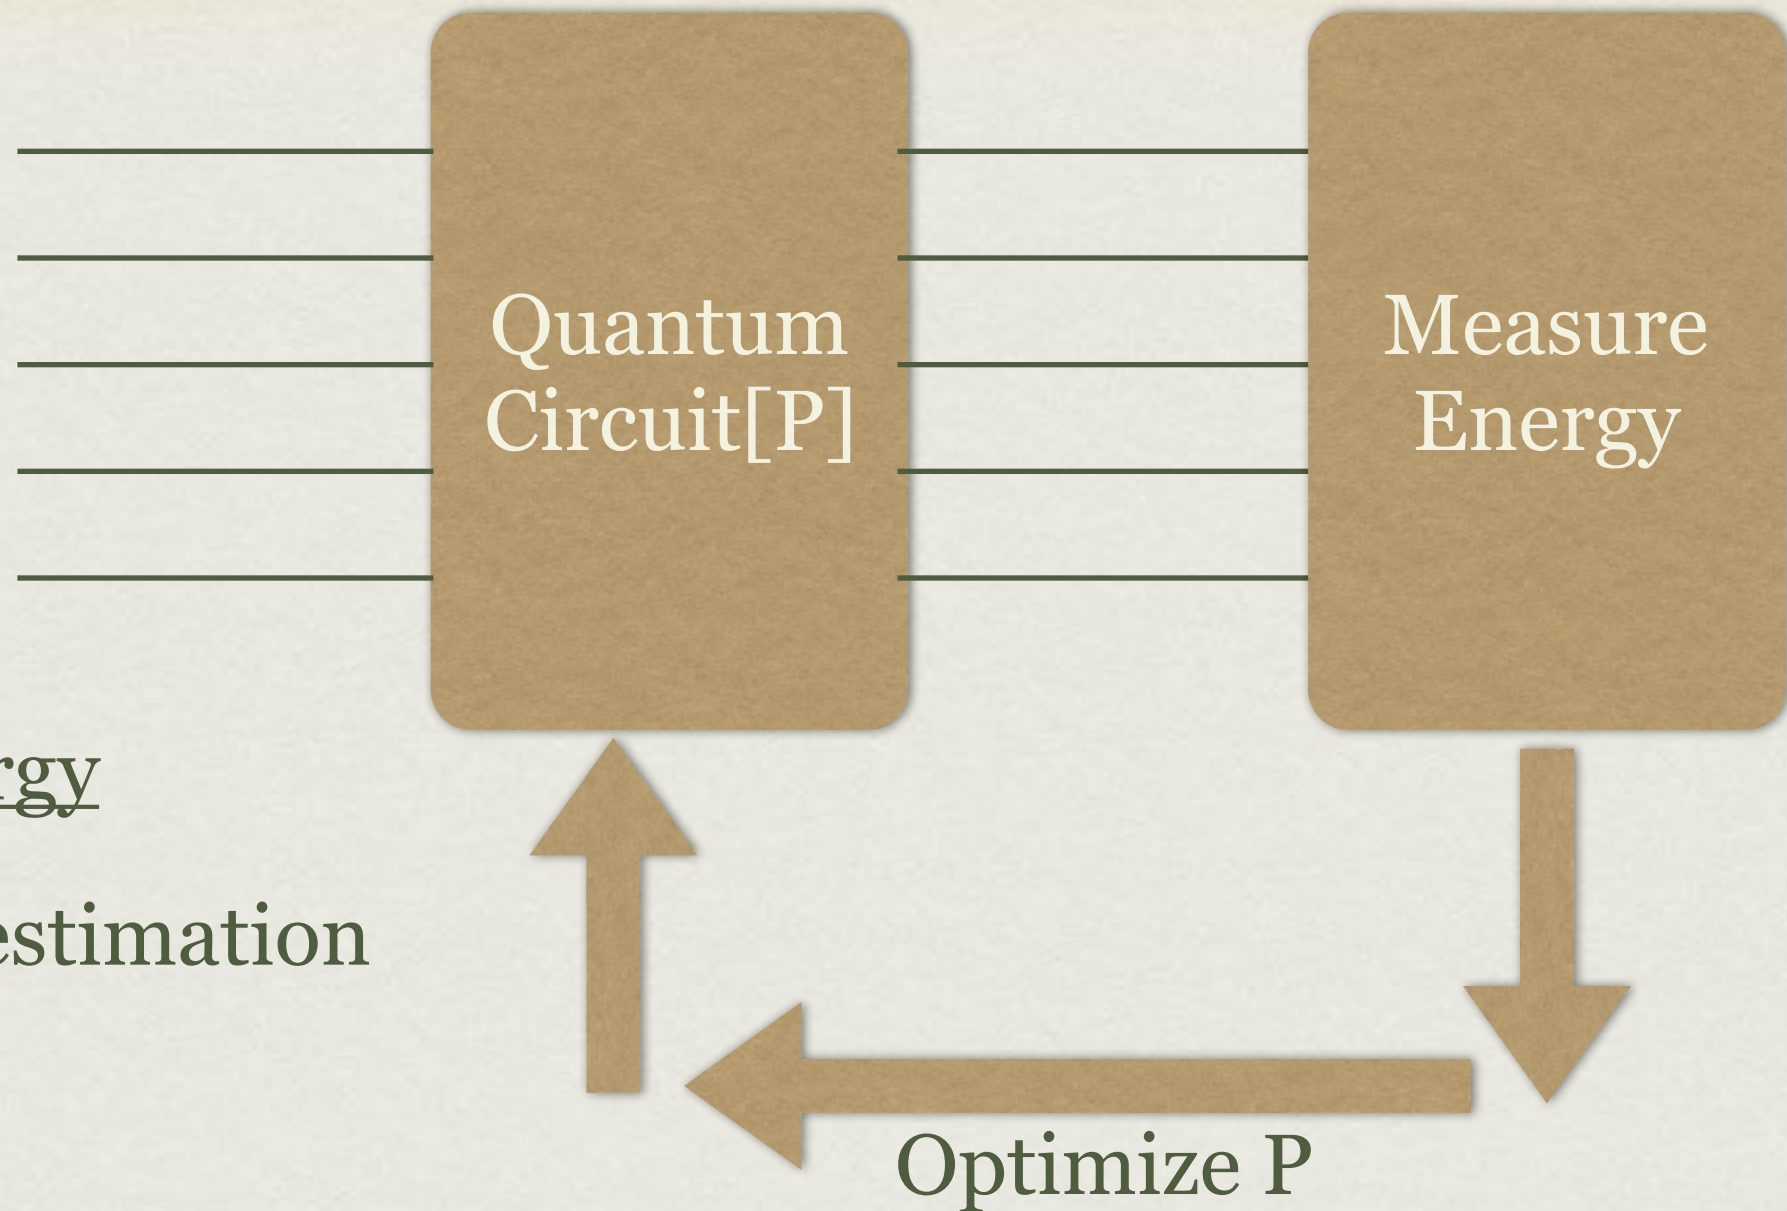 Quantum
Circuit[P]
Measure
Energy
rgy
estimation
Optimize P